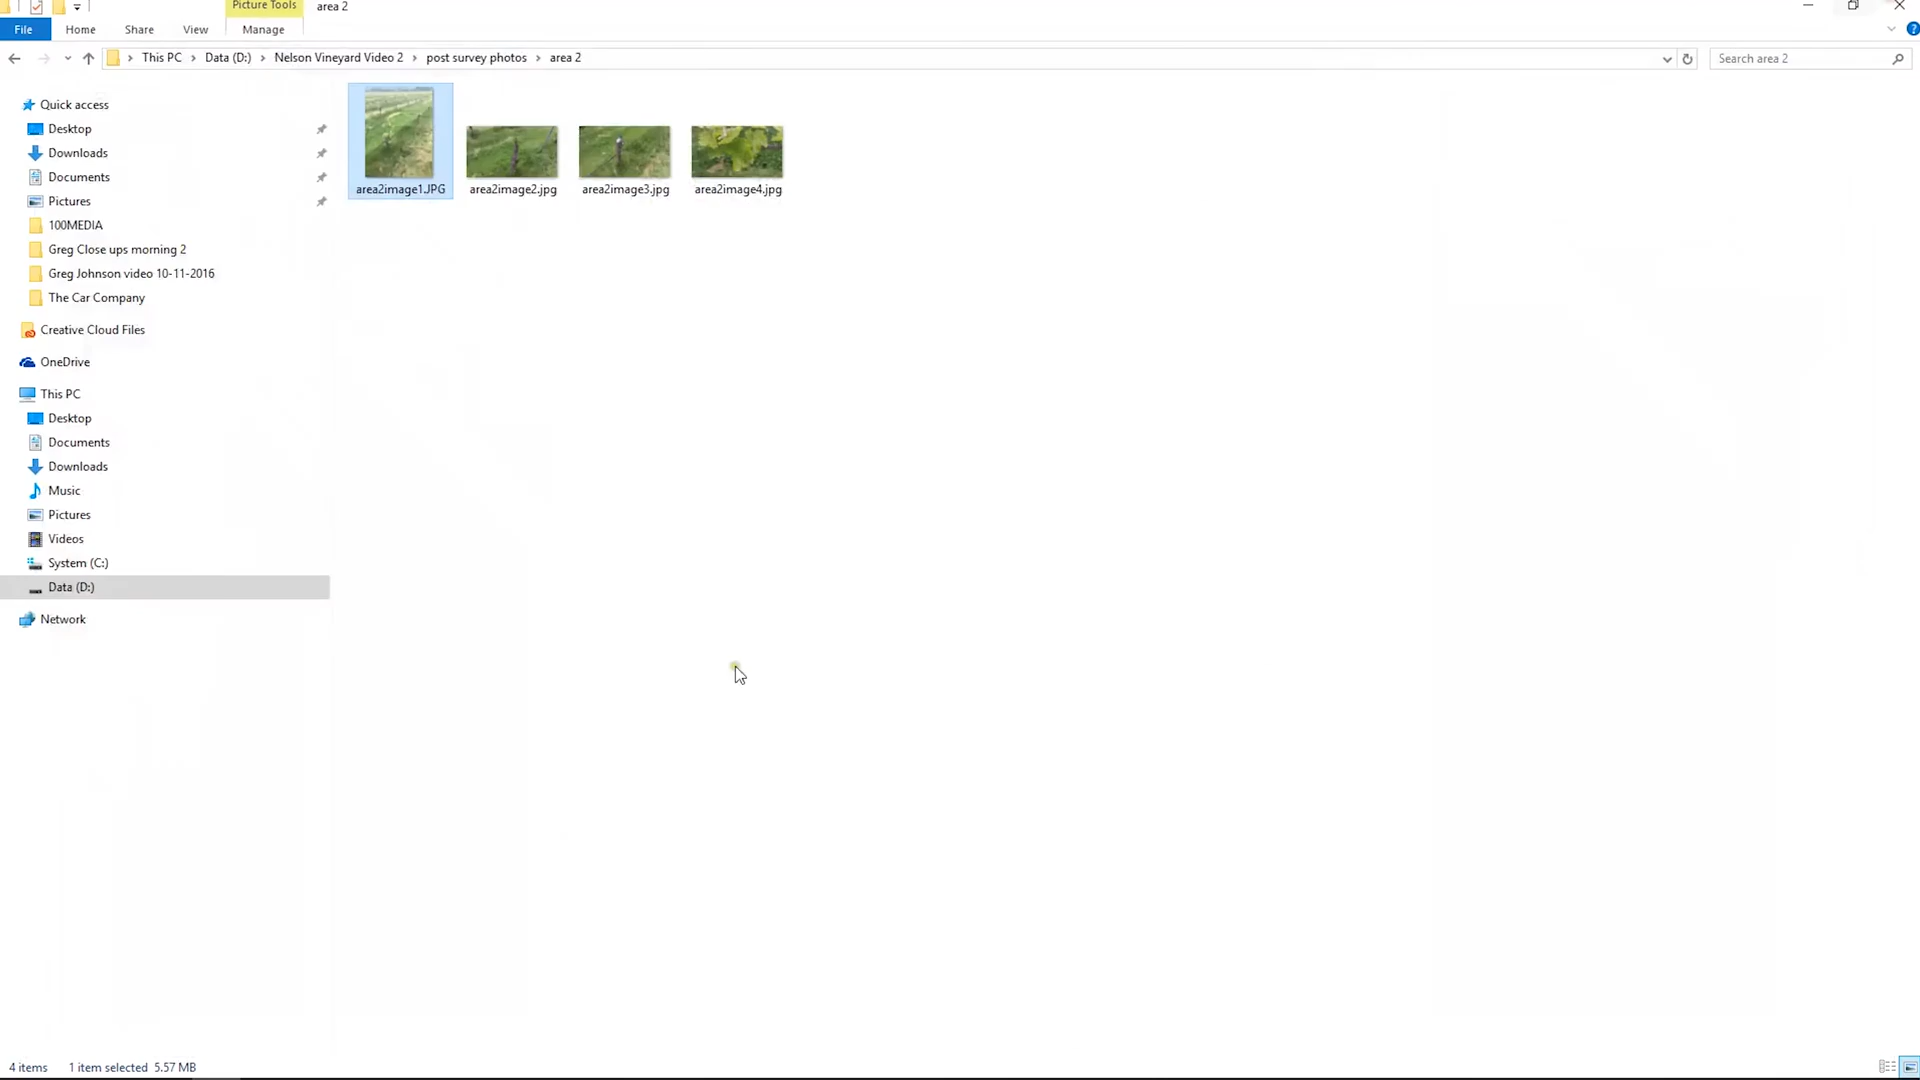 Picture Tools
area 2
File
Home
Share
View
Manage
This PC
Data (D:)
Nelson Vineyard Video 2
post survey photos
area 2
Search area 2
Quick access
Desktop
Downloads
Documents
Pictures
100MEDIA
Greg Close ups morning 2
Greg Johnson video 10-11-2016
The Car Company
Creative Cloud Files
OneDrive
This PC
Desktop
Documents
Downloads
Music
Pictures
Videos
System (C:)
Data (D:)
Network
area2image1.JPG
area2image2.jpg
area2image3.jpg
area2image4.jpg
4 items
1 item selected 5.57 MB